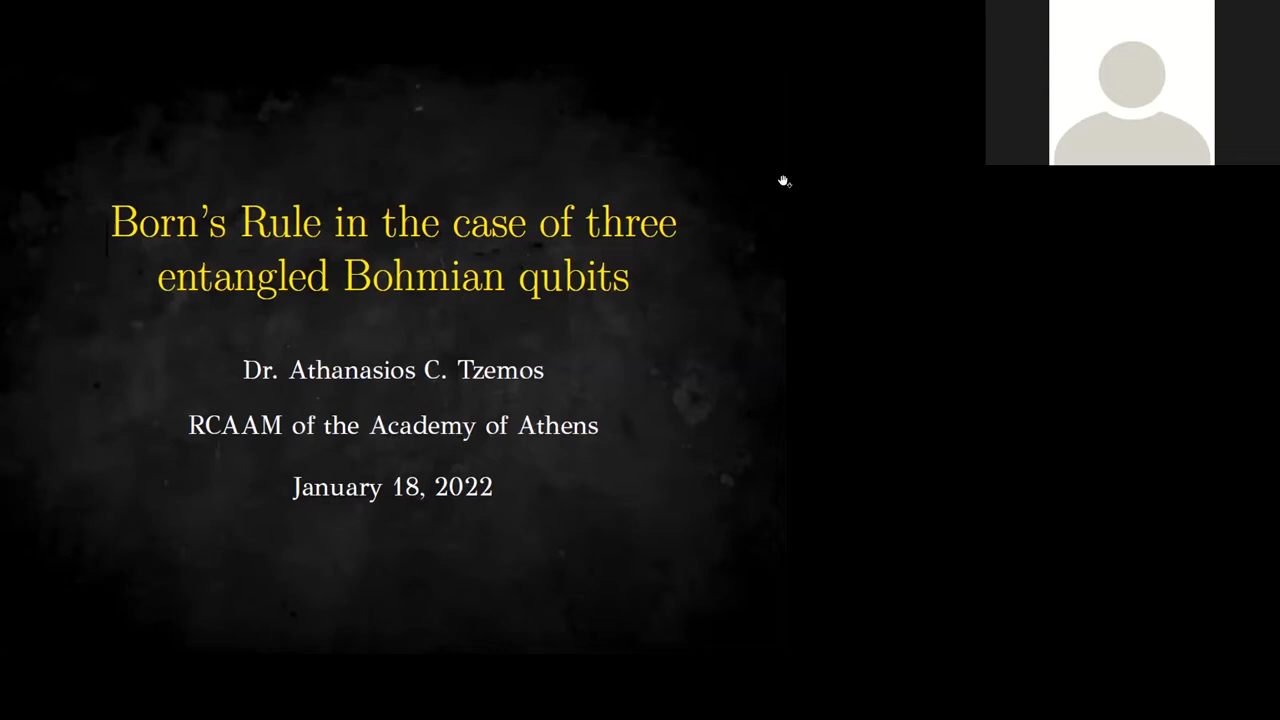 Born's Rule in the case of three
entangled Bohmian qubits
Dr. Athanasios C. Tzemos
RCAAM of the Academy of Athens
January 18, 2022